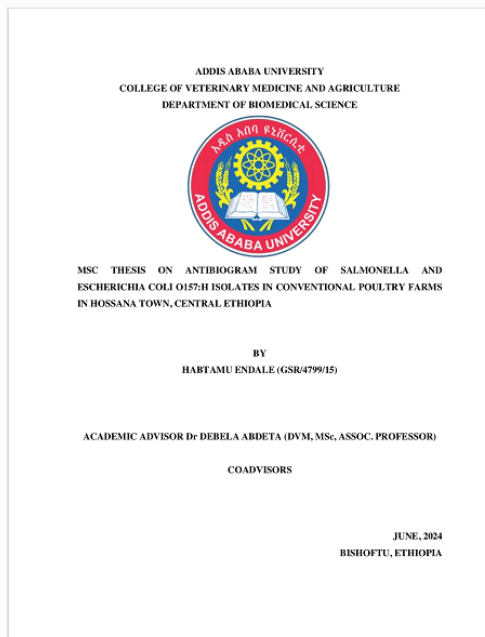 ADDIS ABABA UNIVERSITY
COLLEGE OF VETERINARY MEDICINE AND AGRICULTURE
DEPARTMENT OF BIOMEDICAL SCIENCE
አዲስ አበባ ዩኒቨርሲቲ
ADDIS ABABA UNIVERSITY
MSC THESIS ON ANTIBIOGRAM STUDY OF SALMONELLA AND
ESCHERICHIA COLI O157:H ISOLATES IN CONVENTIONAL POULTRY FARMS
IN HOSSANA TOWN, CENTRAL ETHIOPIA
BY
HABTAMU ENDALE (GSR/4799/15)
ACADEMIC ADVISOR Dr DEBELA ABDETA (DVM, MSc, ASSOC. PROFESSOR)
COADVISORS
JUNE, 2024
BISHOFTU, ETHIOPIA